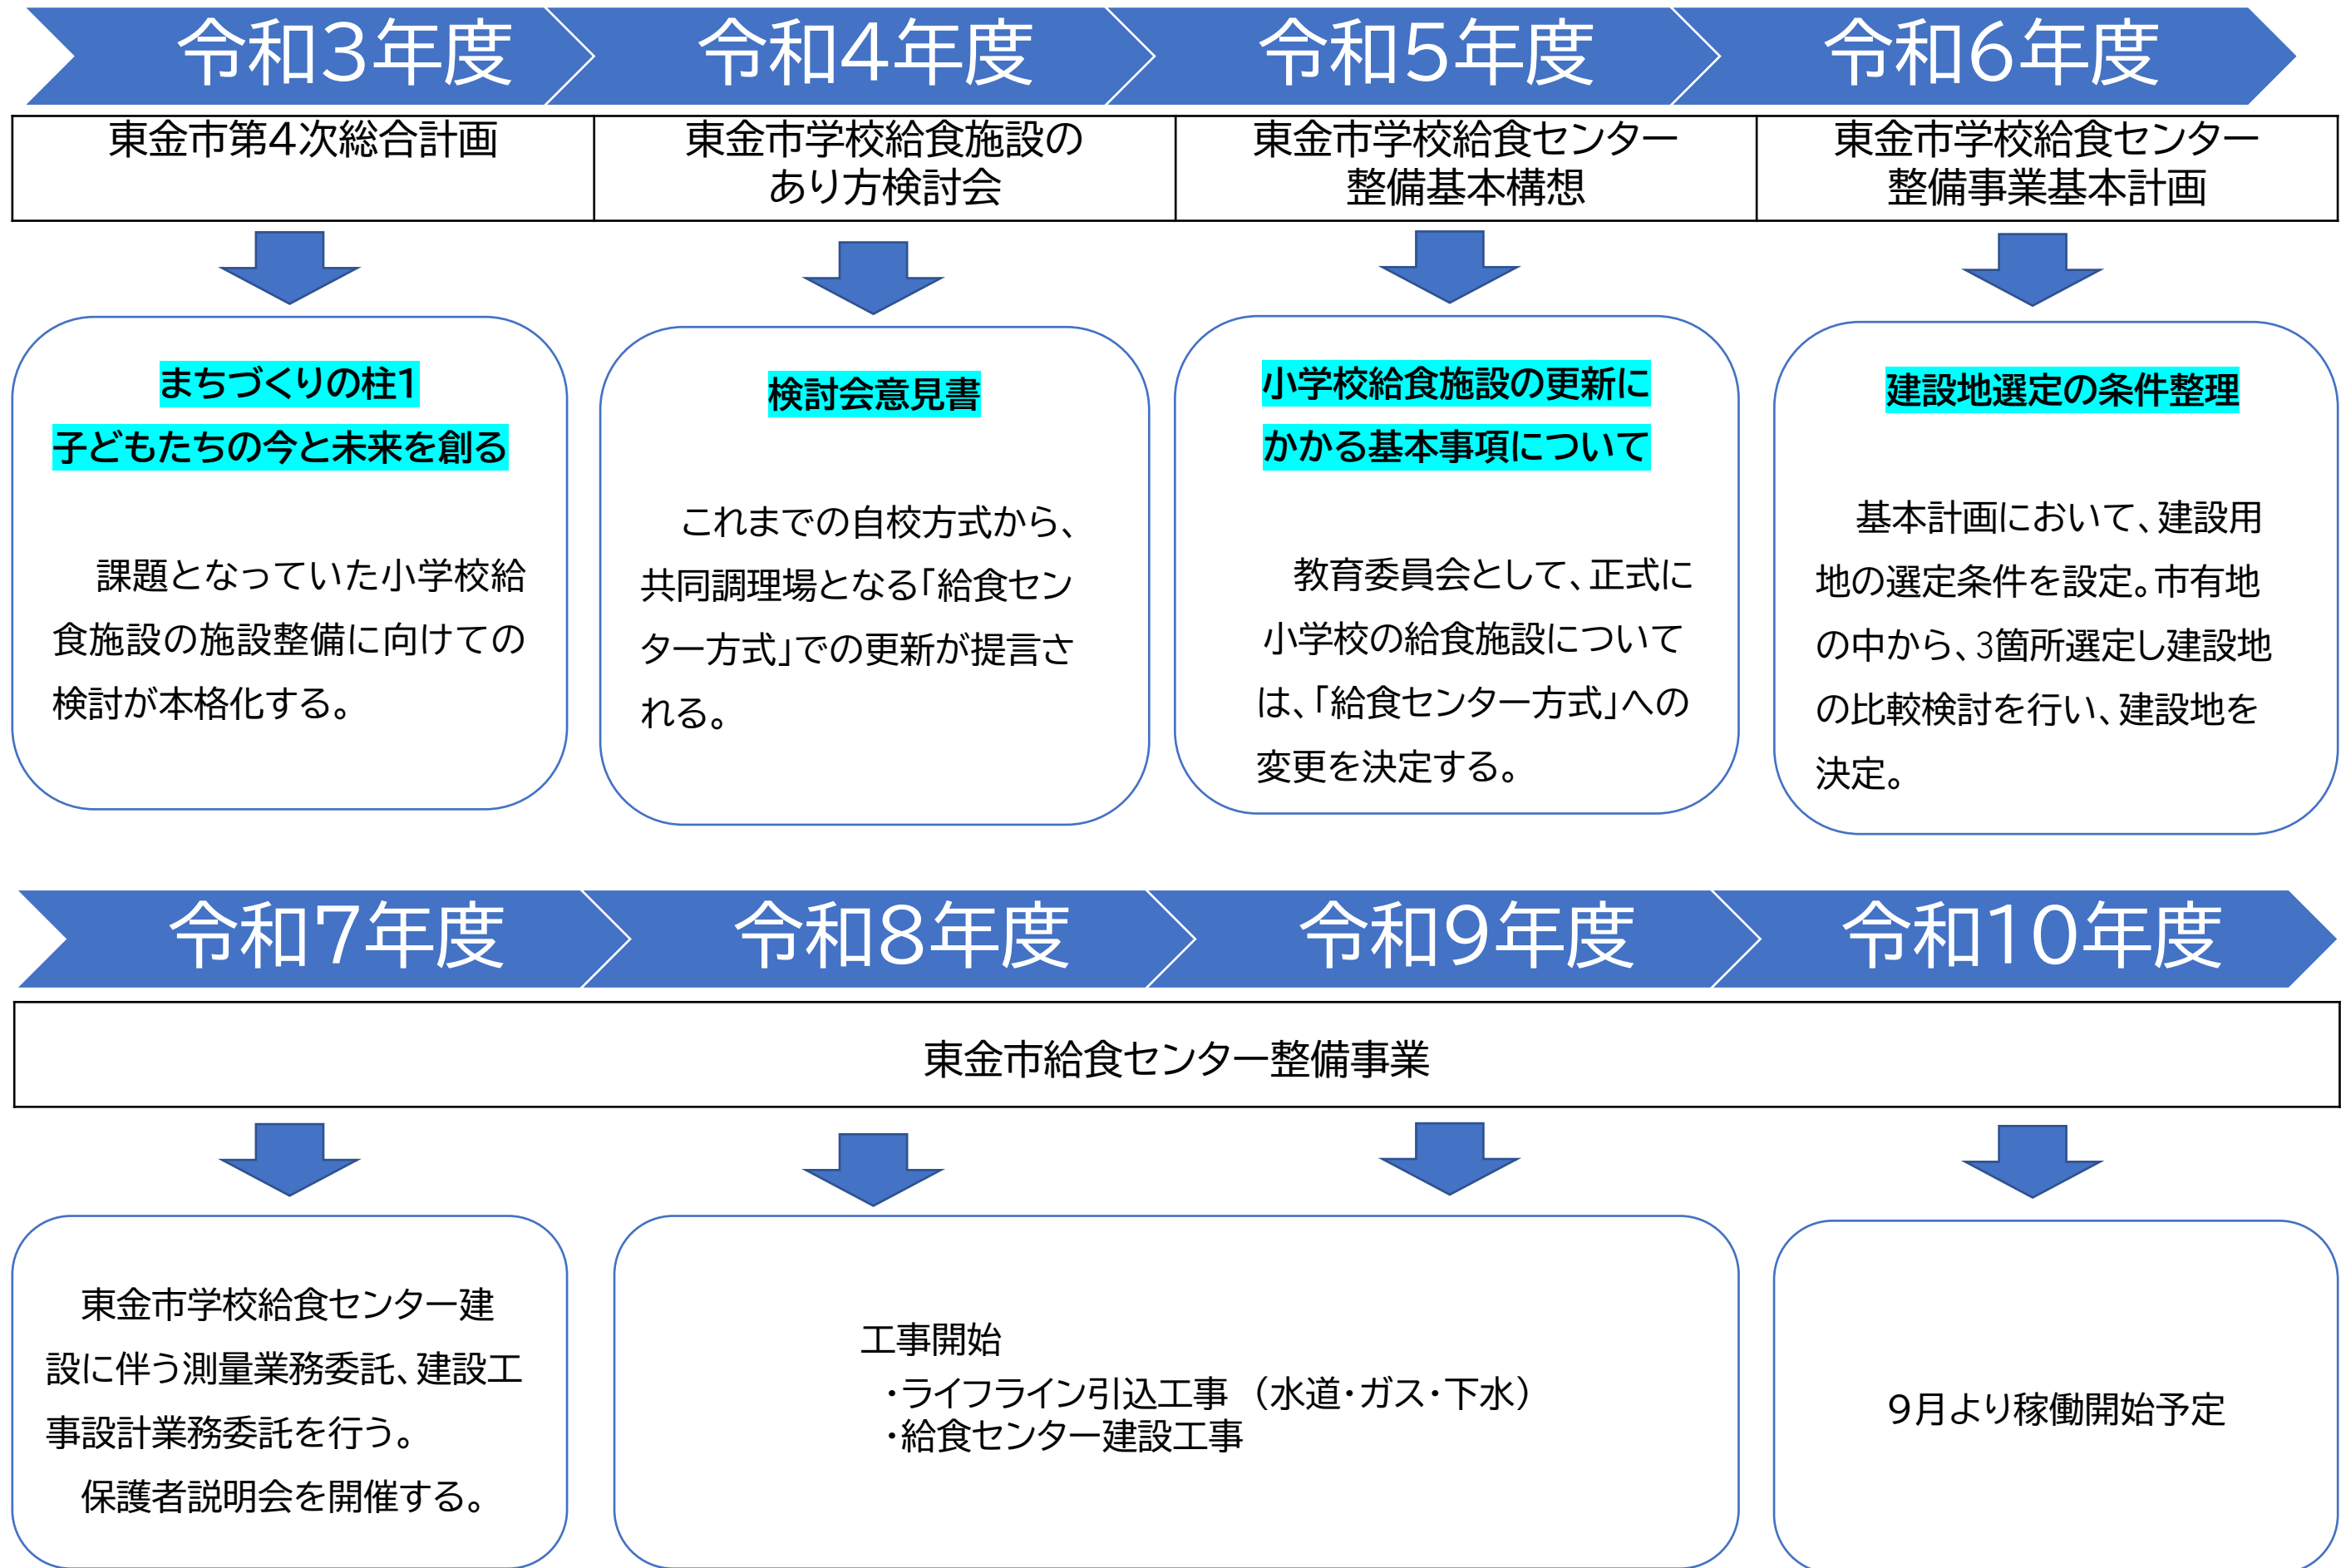 令和3年度
令和4年度
令和5年度
令和6年度
東金市第4次総合計画
東金市学校給食施設の
あり方検討会
東金市学校給食センター
整備基本構想
東金市学校給食センター
整備事業基本計画
まちづくりの柱1
子どもたちの今と未来を創る
課題となっていた小学校給
食施設の施設整備に向けての
検討が本格化する。
検討会意見書
これまでの自校方式から、
共同調理場となる「給食セン
ター方式」での更新が提言さ
れる。
小学校給食施設の更新に
かかる基本事項について
教育委員会として、正式に
小学校の給食施設について
は、「給食センター方式」への
変更を決定する。
建設地選定の条件整理
基本計画において、建設用
地の選定条件を設定。市有地
の中から、3箇所選定し建設地
の比較検討を行い、建設地を
決定。
令和7年度
令和8年度
令和9年度
令和10年度
東金市給食センター整備事業
東金市学校給食センター建
設に伴う測量業務委託、建設工
事設計業務委託を行う。
保護者説明会を開催する。
工事開始
・ライフライン引込工事（水道・ガス・下水）
・給食センター建設工事
9月より稼働開始予定